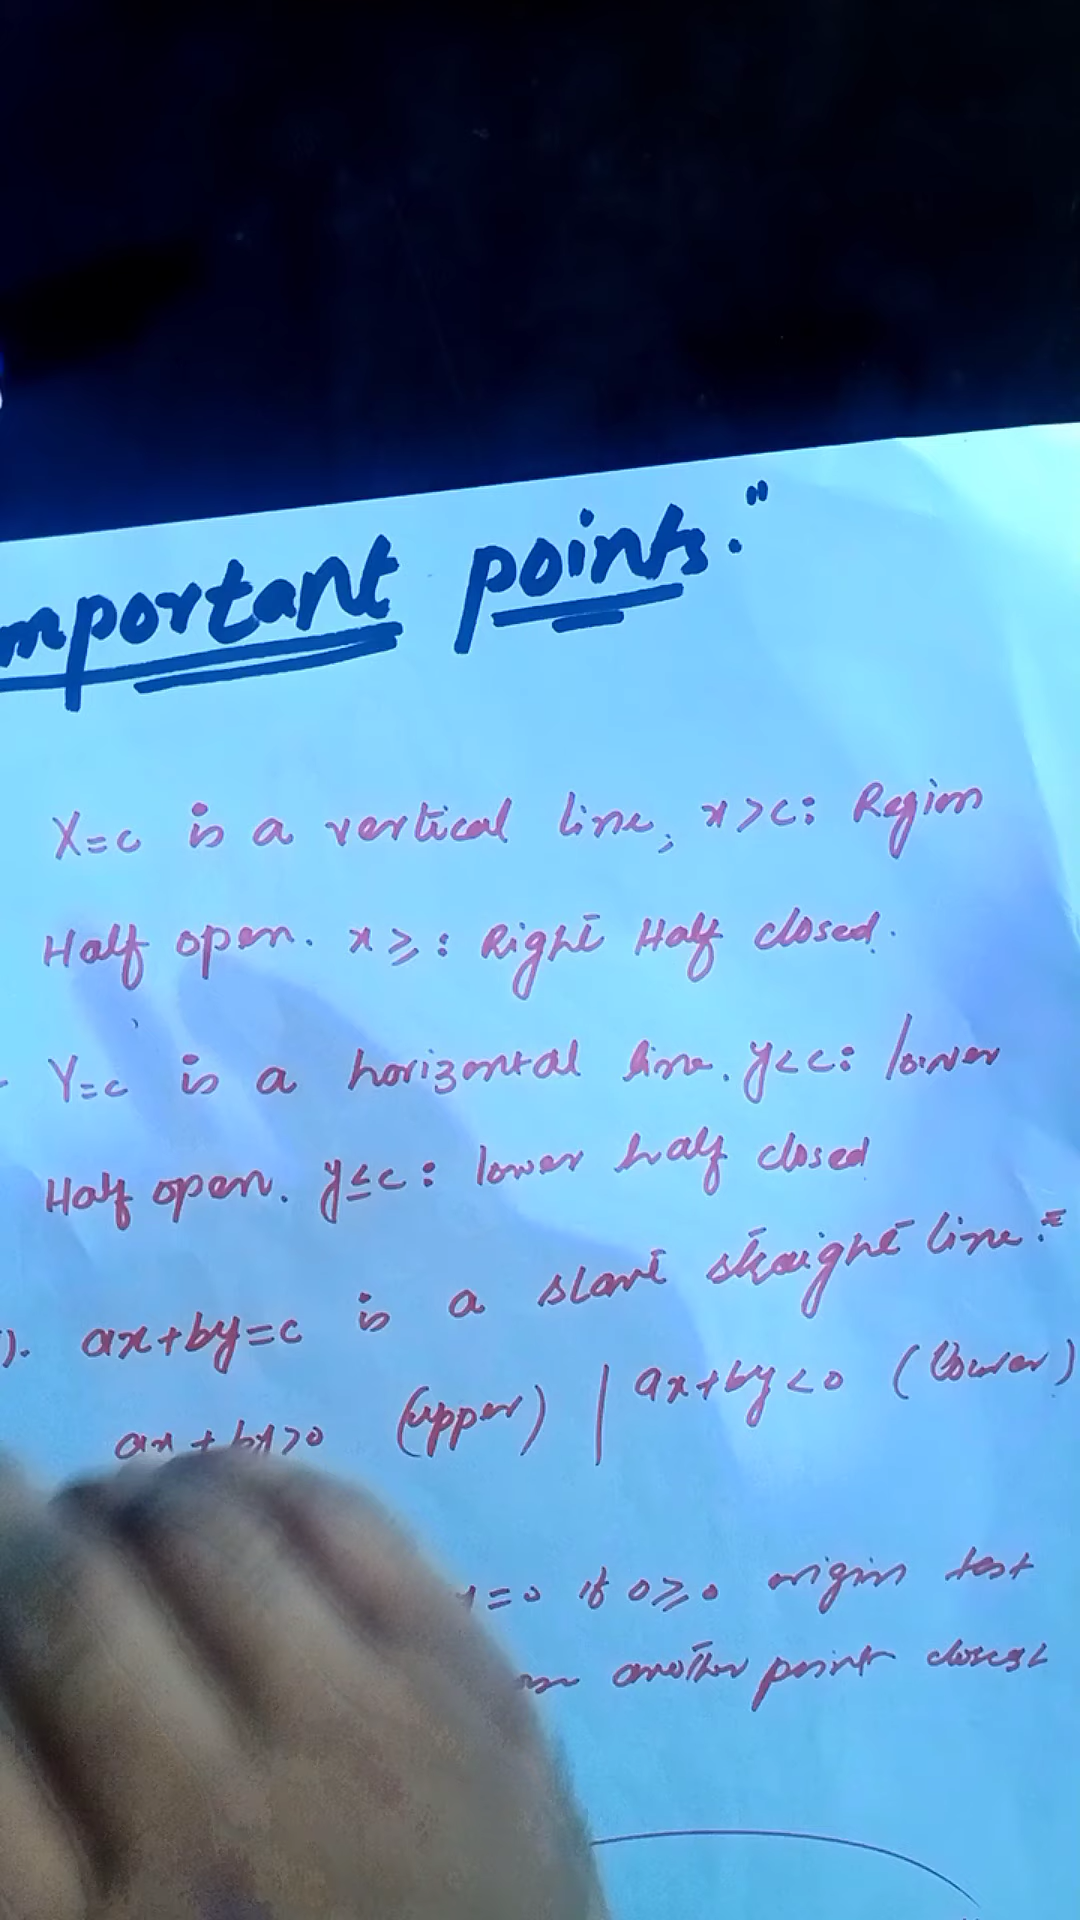 mportant points."
X=c is a vertical line, x>c: Region
Half open. x≥: Right Half closed.
Y=c is a horizontal line. y<c: lower
Half open. y≤c: lower half closed
). ax+by=c is a slant straight line.
ax+by>0 (upper) | ax+by<0 (lower)
=0 if 0≥0 origin test
another point closest